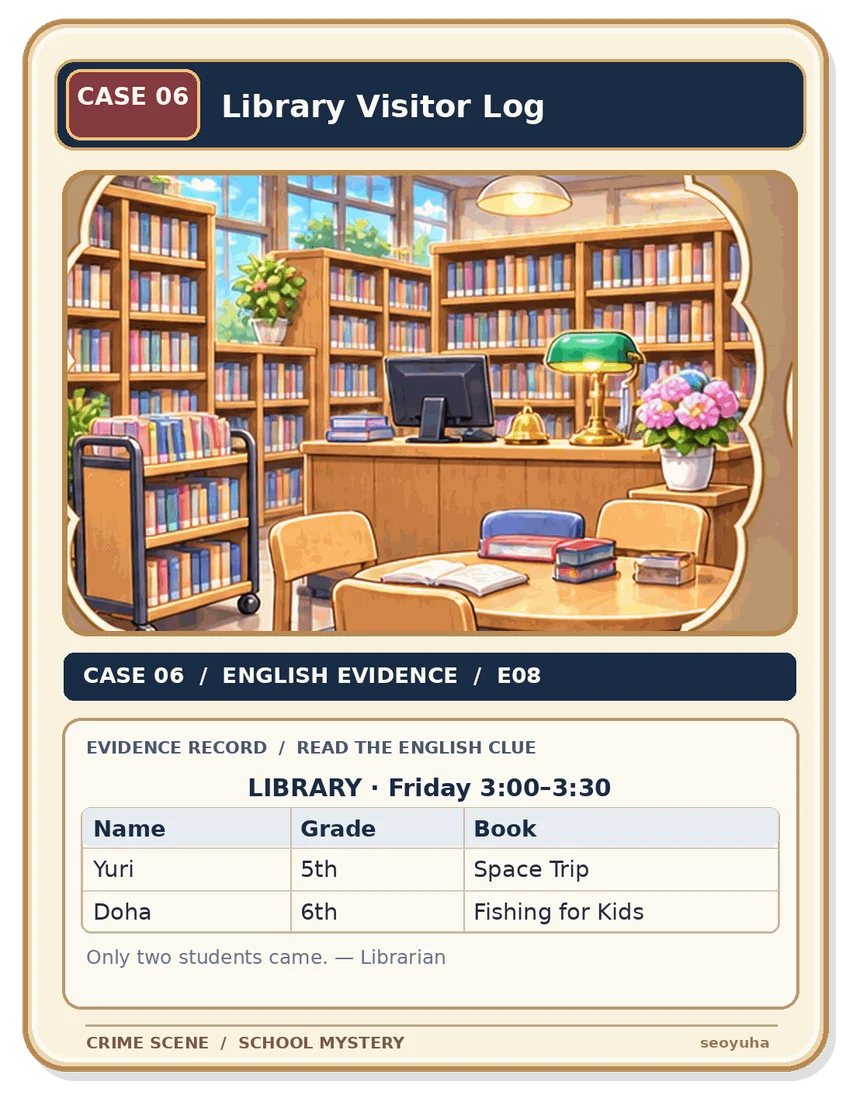 CASE 06
Library Visitor Log
CASE 06 / ENGLISH EVIDENCE / E08
EVIDENCE RECORD / READ THE ENGLISH CLUE
LIBRARY · Friday 3:00–3:30
Name Grade Book
Yuri 5th Space Trip
Doha 6th Fishing for Kids
Only two students came. — Librarian
CRIME SCENE / SCHOOL MYSTERY
seoyuha